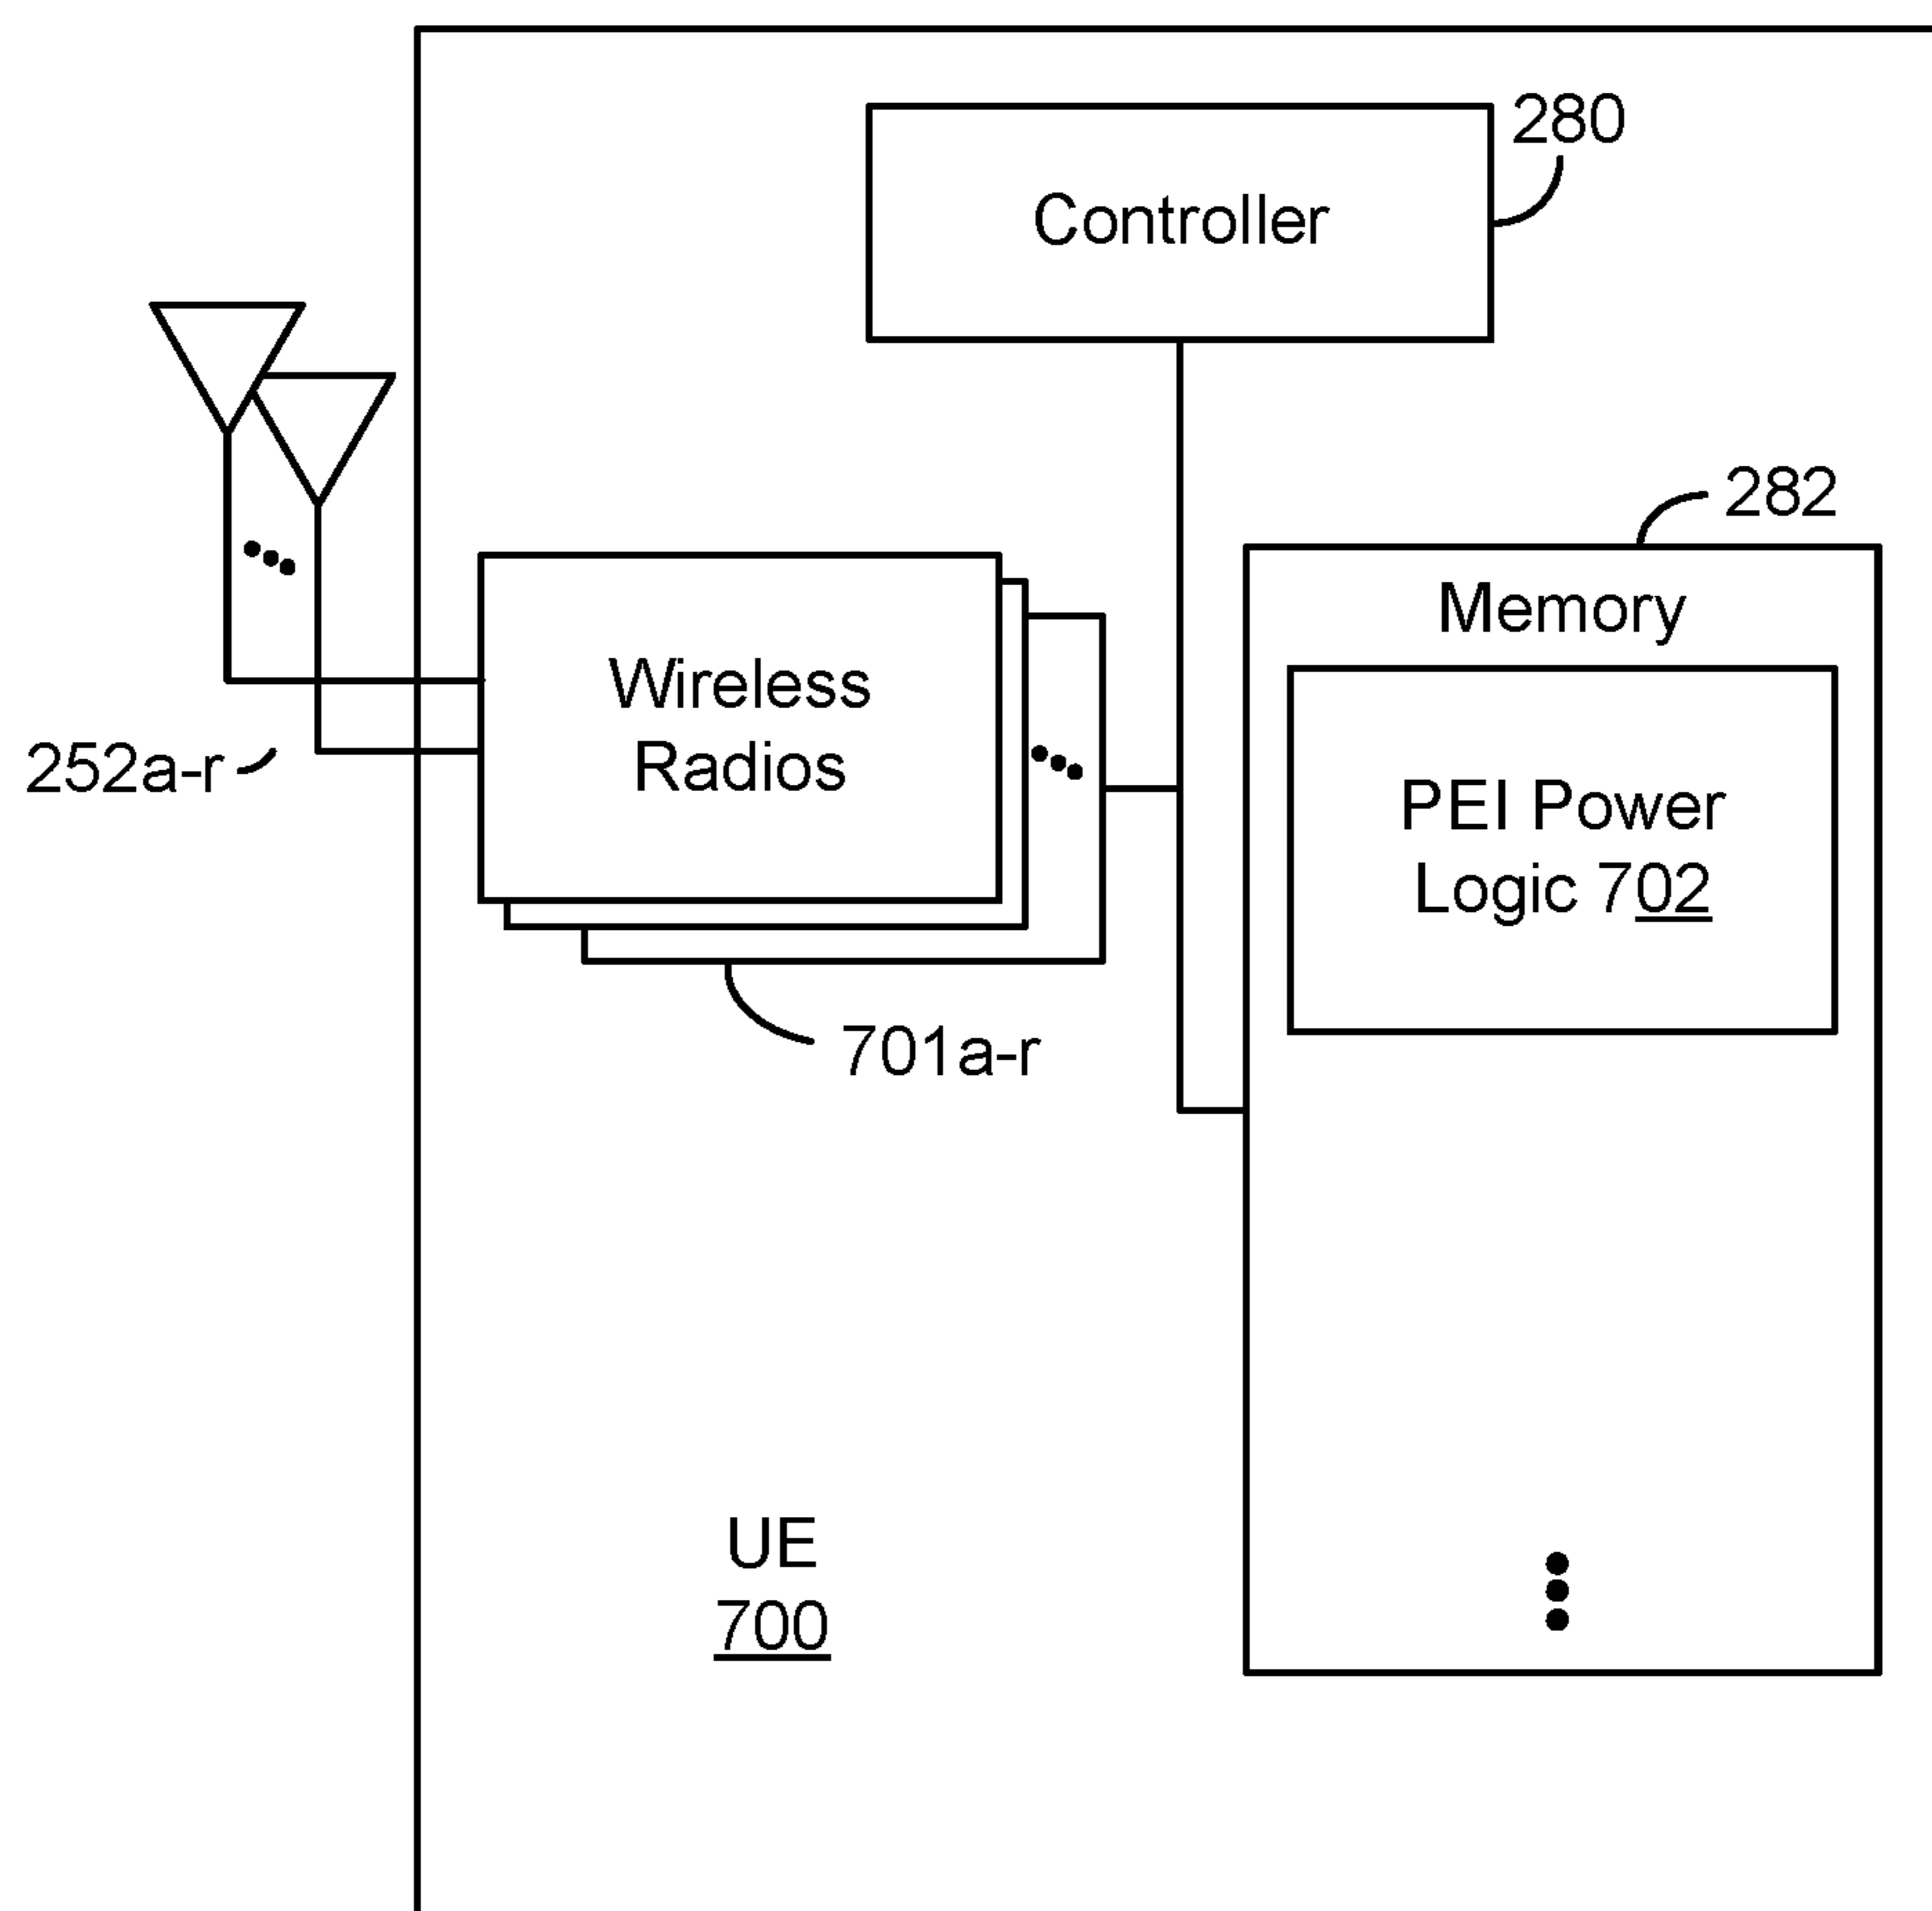 280
Controller
282
Memory
Wireless
Radios
252a-r
PEI Power
Logic 702
701a-r
UE
700